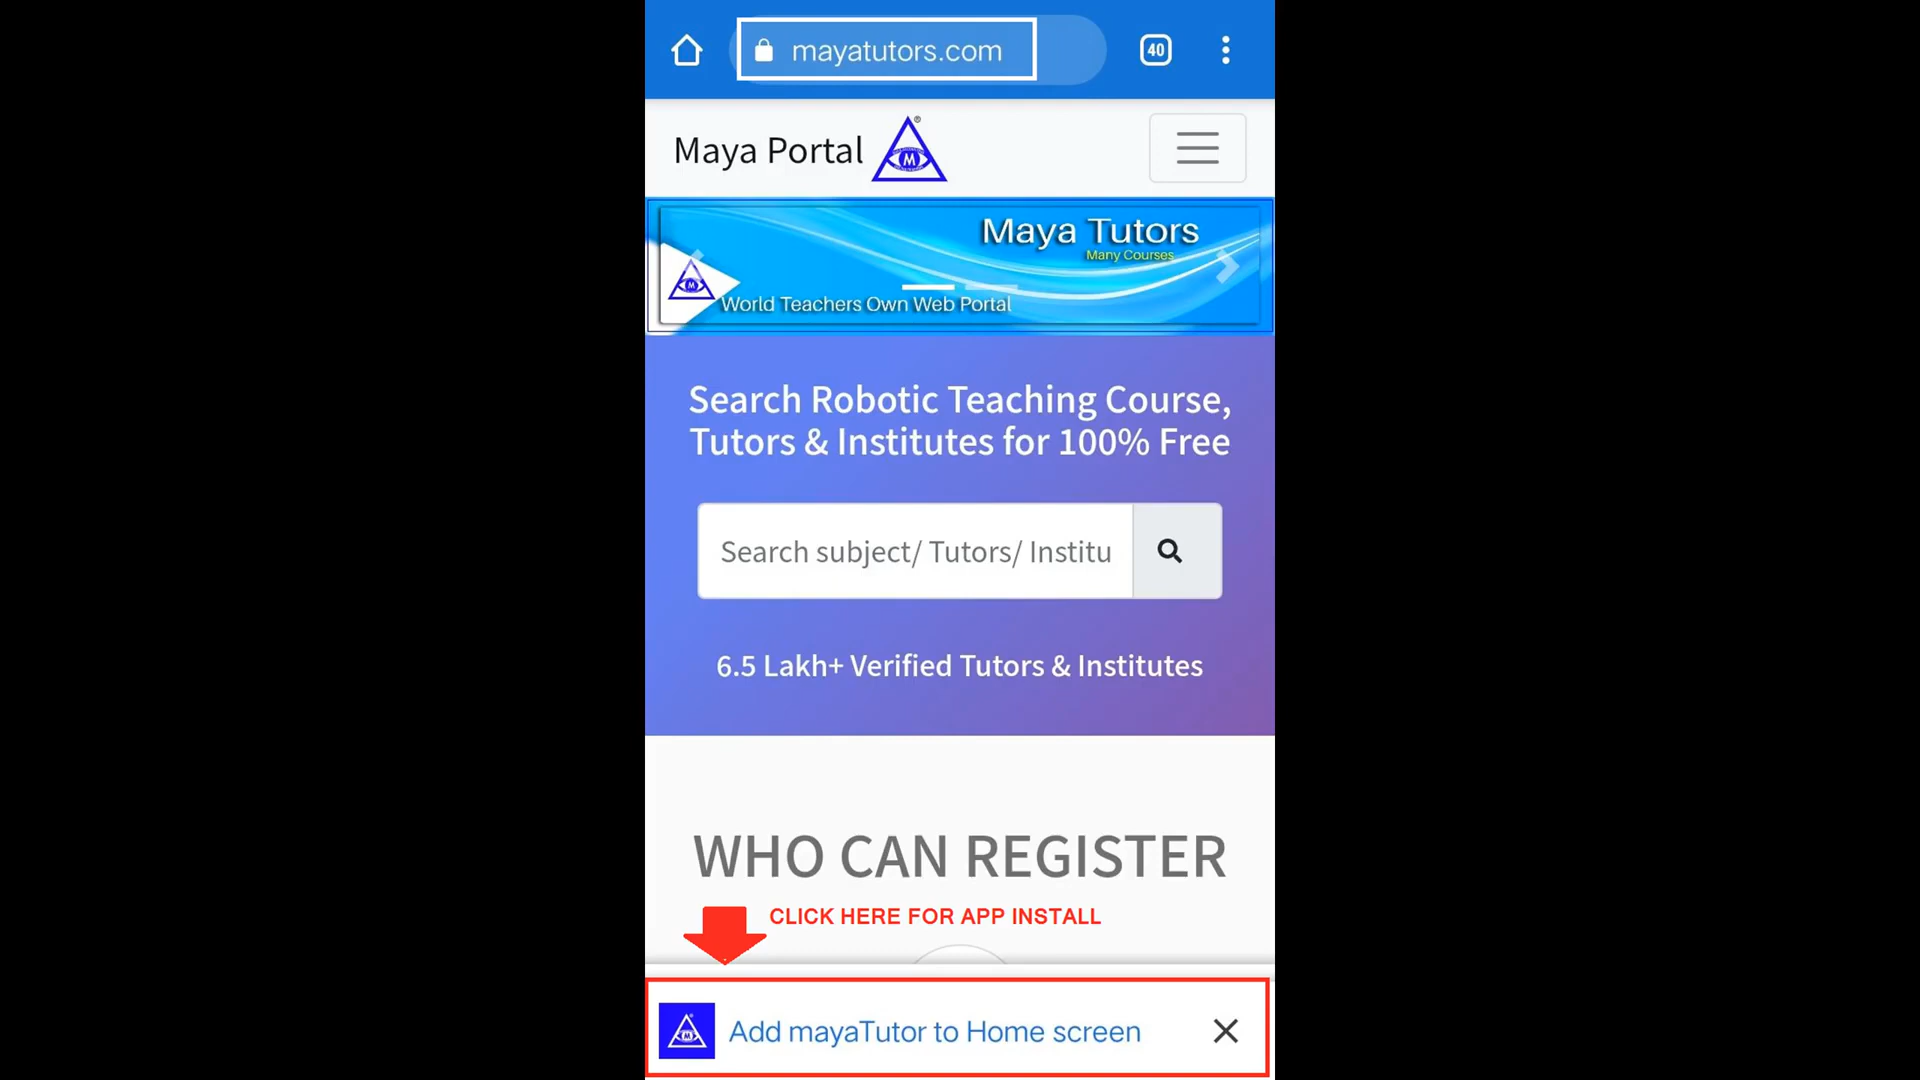 mayatutors.com
40
Maya Portal
®
M
Maya Tutors
Many Courses
M
World Teachers Own Web Portal
Search Robotic Teaching Course,
Tutors & Institutes for 100% Free
Search subject/ Tutors/ Institu
6.5 Lakh+ Verified Tutors & Institutes
WHO CAN REGISTER
CLICK HERE FOR APP INSTALL
M
Add mayaTutor to Home screen